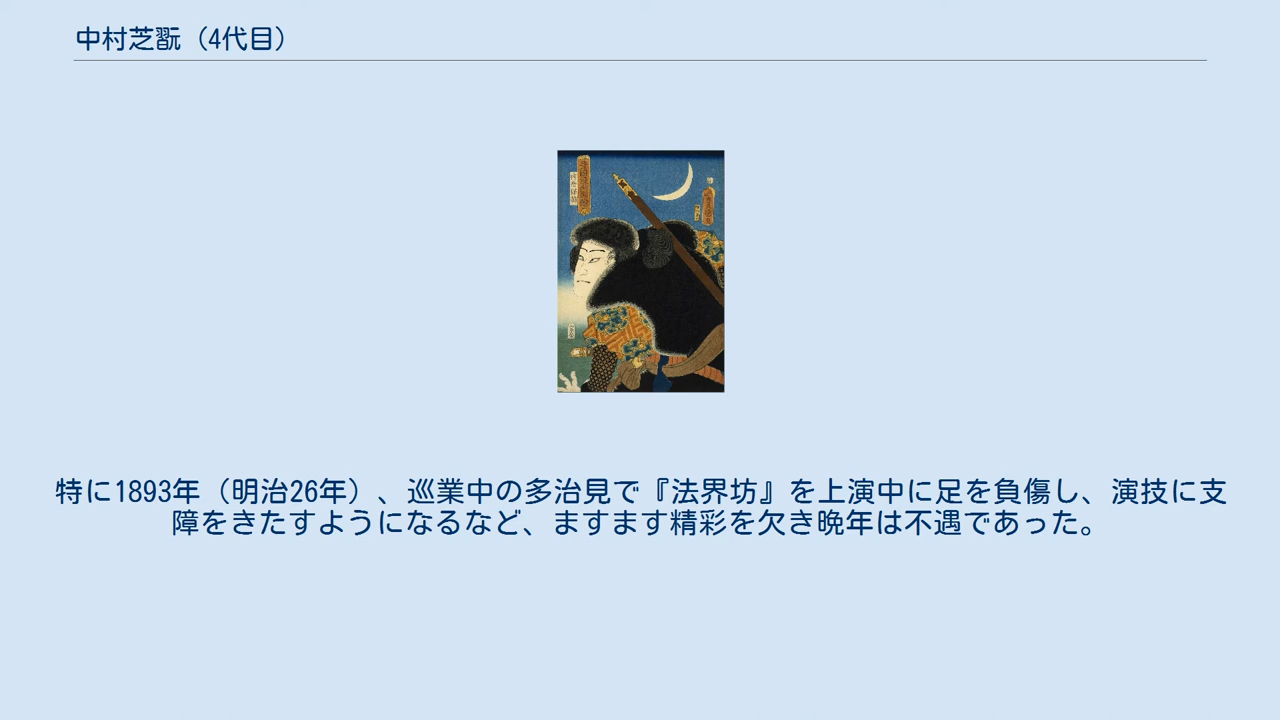 中村芝翫（4代目）
特に1893年（明治26年）、巡業中の多治見で『法界坊』を上演中に足を負傷し、演技に支
障をきたすようになるなど、ますます精彩を欠き晩年は不遇であった。